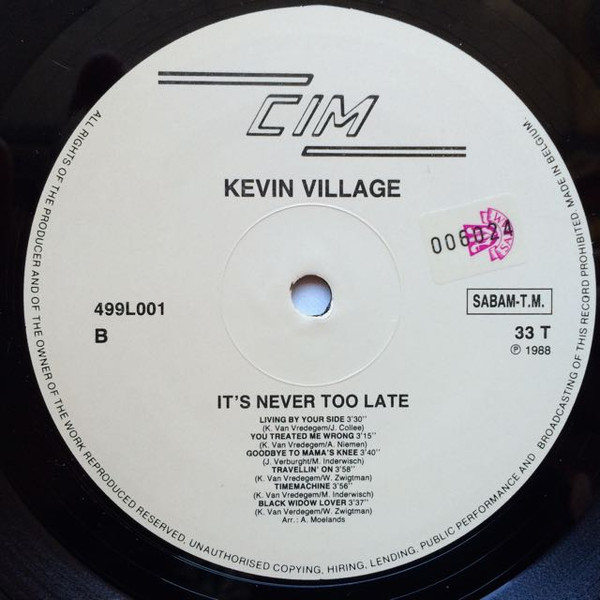 CIM
KEVIN VILLAGE
006024
499L001
B
SABAM-T.M.
33 T
℗ 1988
IT'S NEVER TOO LATE
LIVING BY YOUR SIDE 3'30''
(K. Van Vredegem/J. Collee)
YOU TREATED ME WRONG 3'15''
(K. Van Vredegem/A. Niemen)
GOODBYE TO MAMA'S KNEE 3'40''
(J. Verburght/M. Inderwisch)
TRAVELLIN' ON 3'58''
(K. Van Vredegem/W. Zwigtman)
TIMEMACHINE 3'56''
(K. Van Vredegem/M. Inderwisch)
BLACK WIDOW LOVER 3'37''
(K. Van Verdegem/W. Zwigtman)
Arr.: A. Moelands
ALL RIGHTS OF THE PRODUCER AND OF THE OWNER OF THE WORK REPRODUCED RESERVED, UNAUTHORISED COPYING, HIRING, LENDING, PUBLIC PERFORMANCE AND BROADCASTING OF THIS RECORD PROHIBITED MADE IN BELGIUM.